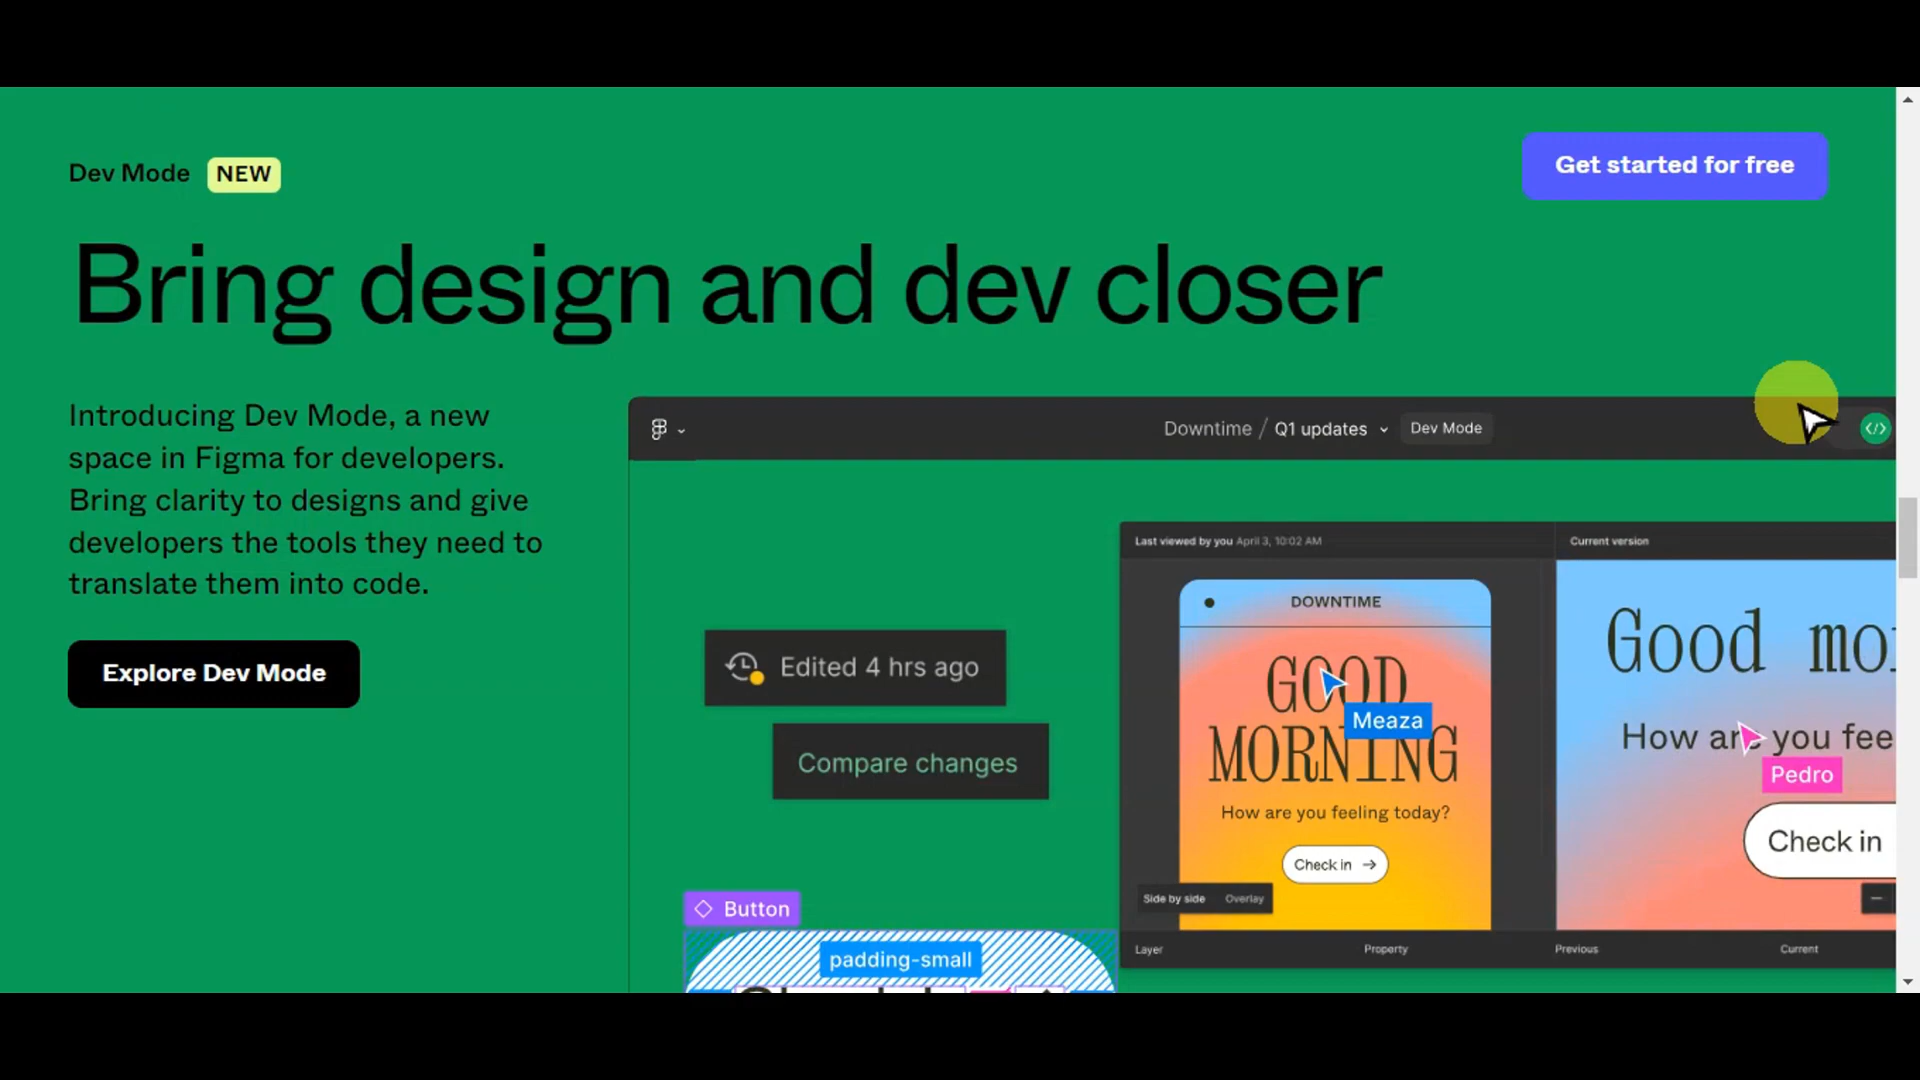 Dev Mode NEW
Get started for free
Bring design and dev closer
Introducing Dev Mode, a new
space in Figma for developers.
Bring clarity to designs and give
developers the tools they need to
translate them into code.
Explore Dev Mode
Downtime / Q1 updates Dev Mode
</>
Edited 4 hrs ago
Compare changes
Button
padding-small
Last viewed by you April 3, 10:02 AM
Current version
DOWNTIME
GOOD
MORNING
Meaza
How are you feeling today?
Check in →
Side by side Overlay
Good mo
How are you fee
Pedro
Check in
Layer Property Previous Current